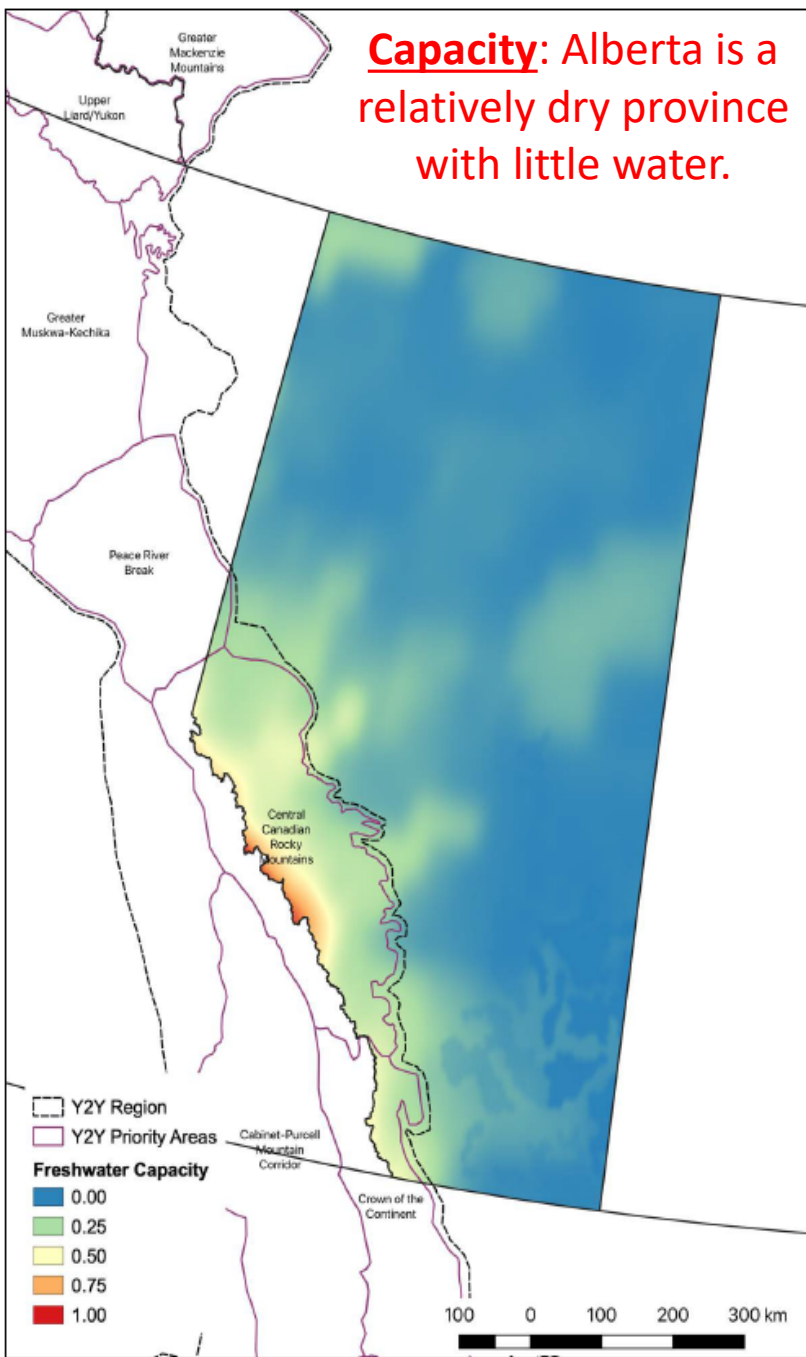 Capacity: Alberta is a
relatively dry province
with little water.
Greater
Mackenzie
Mountains
Upper
Liard/Yukon
Greater
Muskwa-Kechika
Peace River
Break
Central
Canadian
Rocky
Mountains
Cabinet-Purcell
Mountain
Corridor
Crown of the
Continent
Y2Y Region
Y2Y Priority Areas
Freshwater Capacity
0.00
0.25
0.50
0.75
1.00
100 0 100 200 300 km